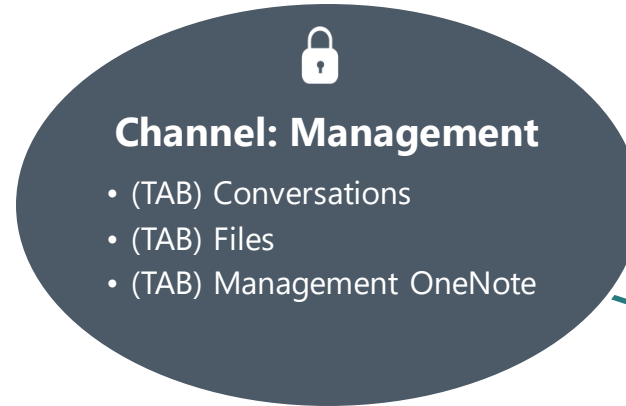 Channel: Management
• (TAB) Conversations
• (TAB) Files
• (TAB) Management OneNote